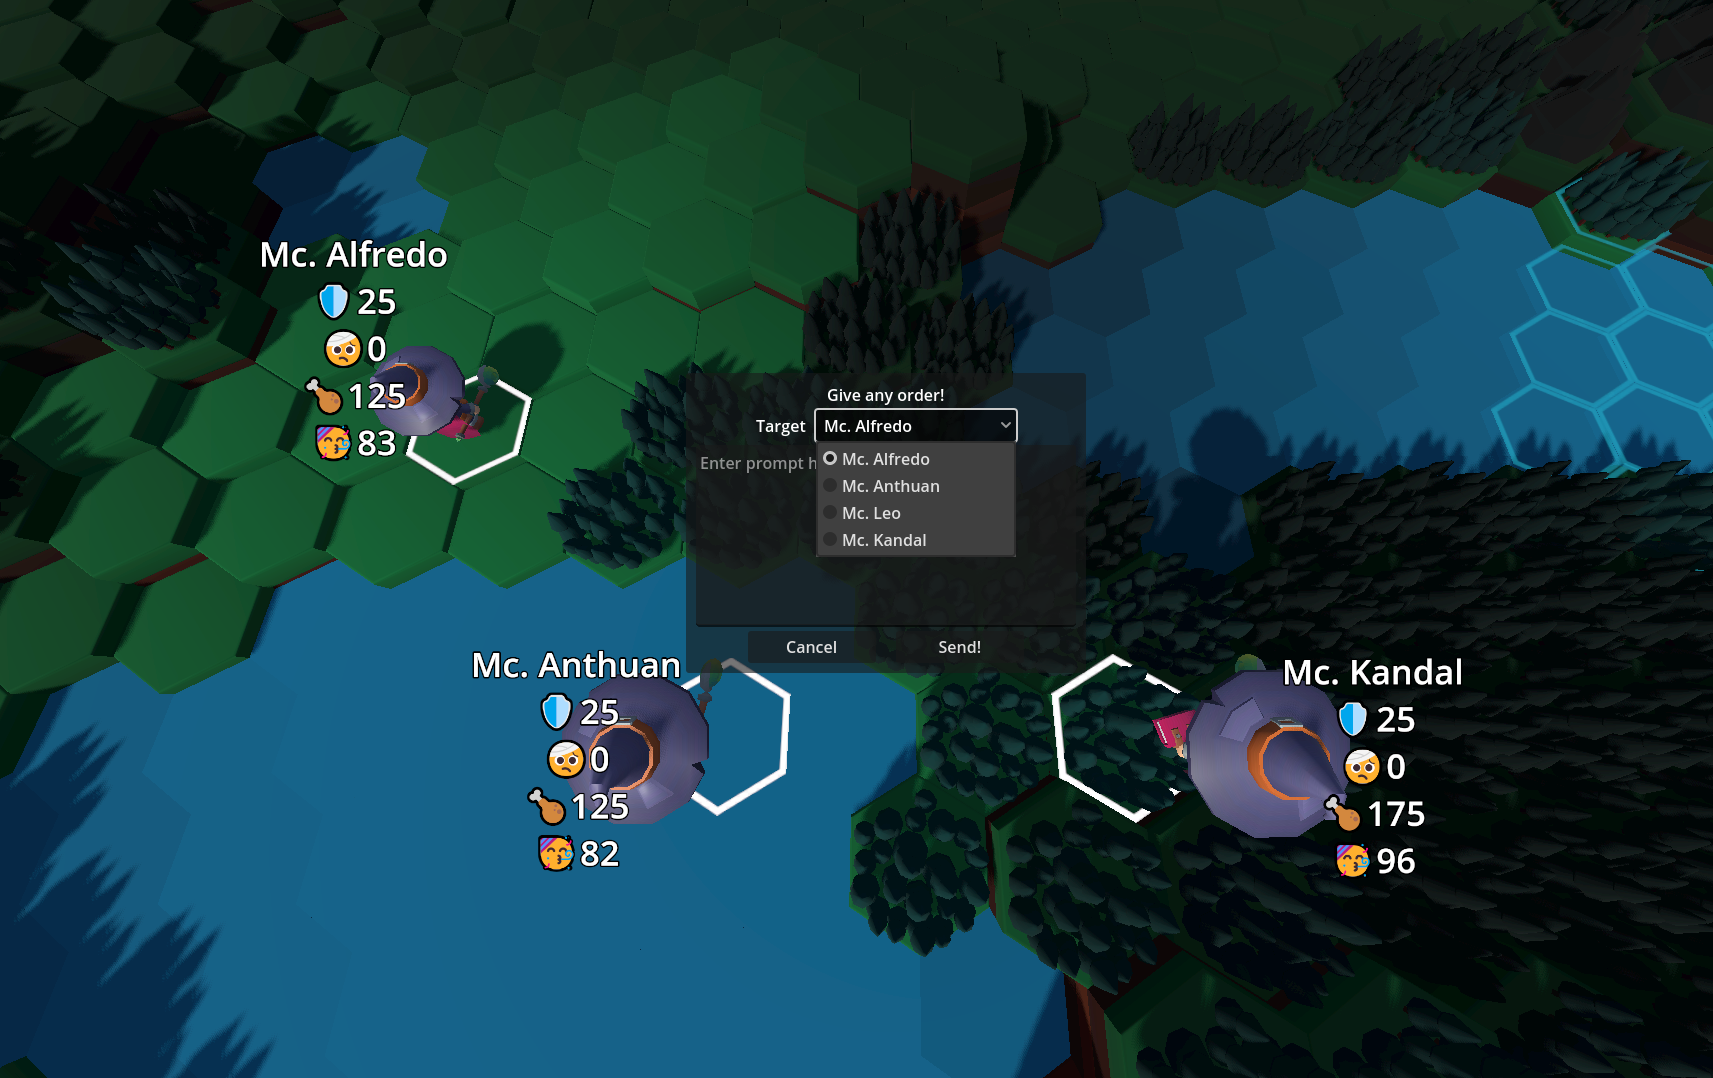 Mc. Alfredo
25
0
125
83
Give any order!
Target Mc. Alfredo
Mc. Alfredo
Enter prompt h
Mc. Anthuan
Mc. Leo
Mc. Kandal
Cancel Send!
Mc. Anthuan
25
0
125
82
Mc. Kandal
25
0
175
96